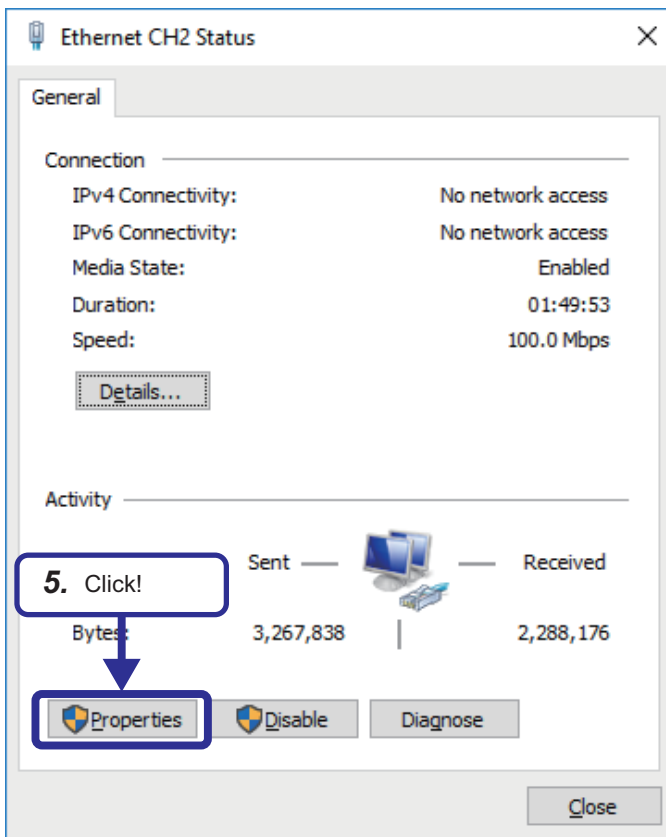 Ethernet CH2 Status
General
Connection
IPv4 Connectivity: No network access
IPv6 Connectivity: No network access
Media State: Enabled
Duration: 01:49:53
Speed: 100.0 Mbps
Details...
Activity
Sent Received
5. Click!
Bytes: 3,267,838 2,288,176
Properties Disable Diagnose
Close